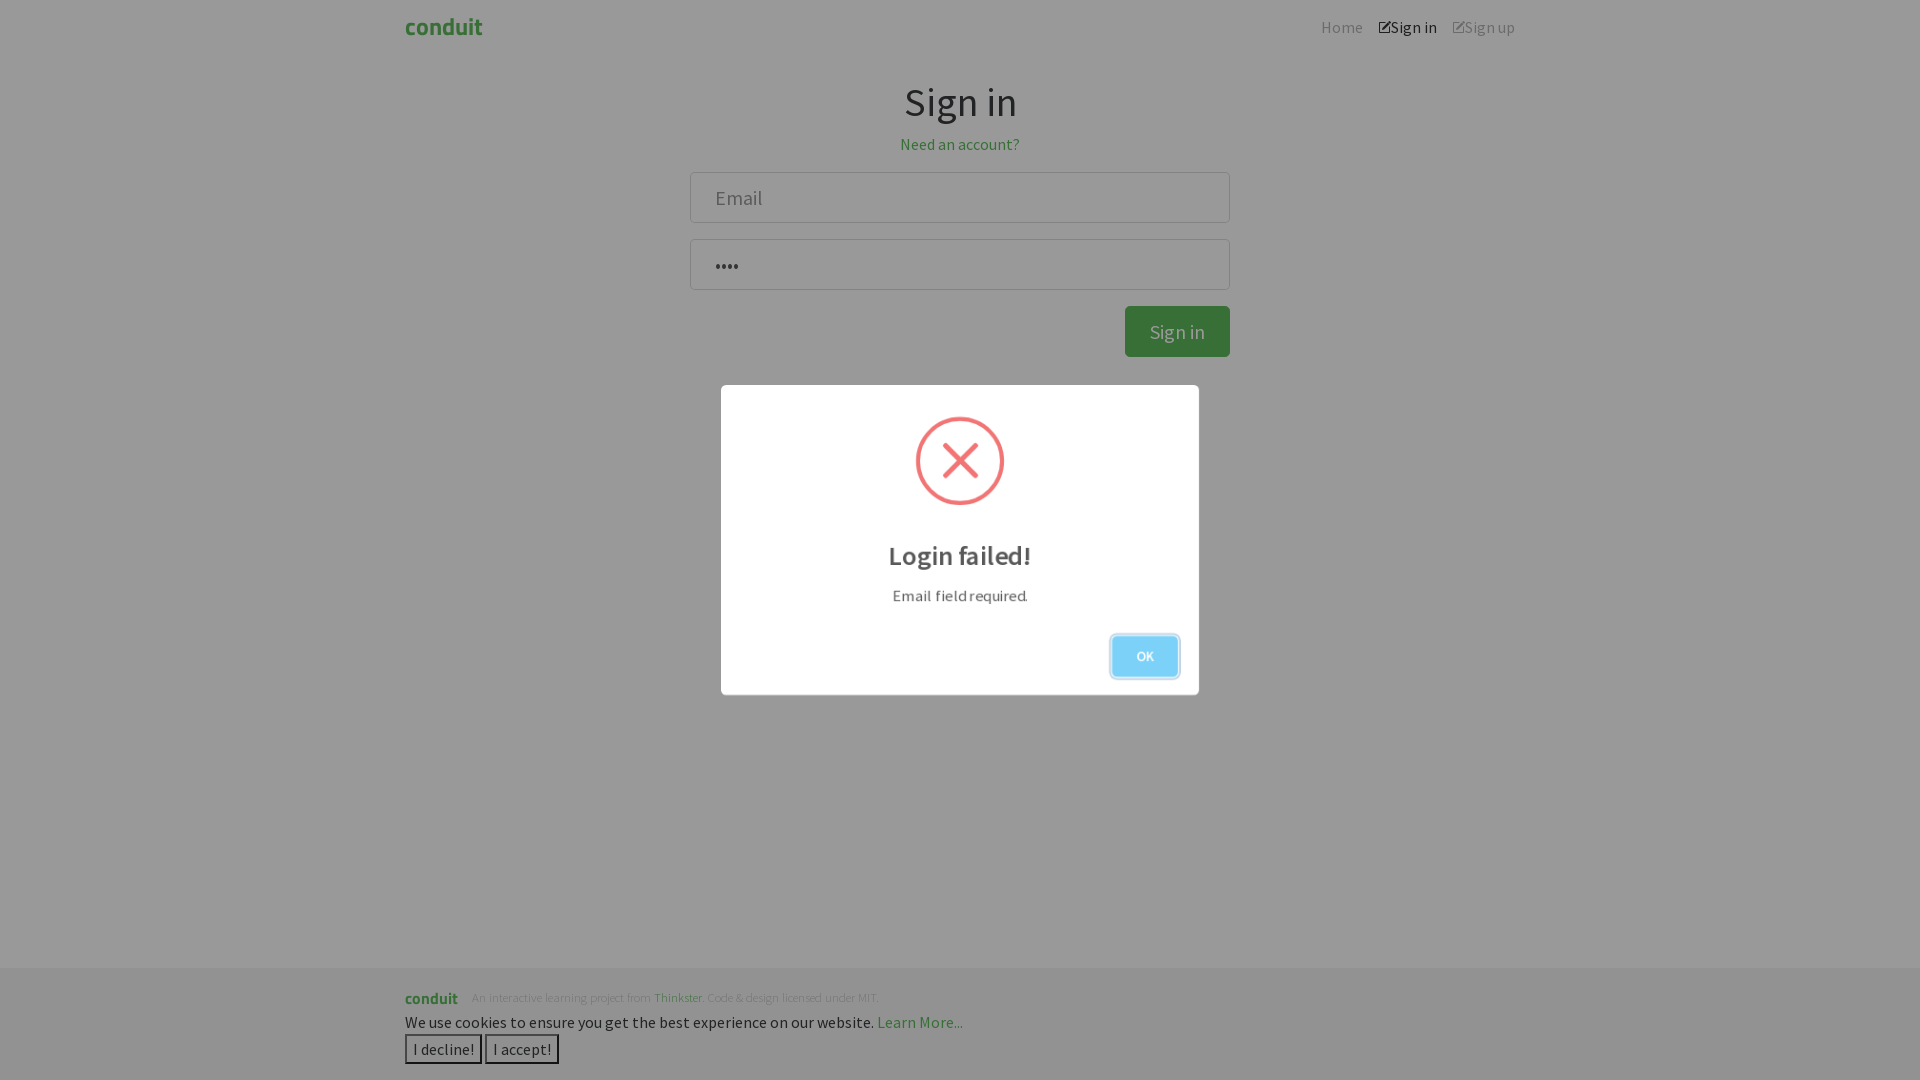 conduit
Home
Sign in
Sign up
Sign in
Need an account?
Email
••••
Sign in
Login failed!
Email field required.
OK
conduit
An interactive learning project from Thinkster. Code & design licensed under MIT.
We use cookies to ensure you get the best experience on our website. Learn More...
I decline! I accept!